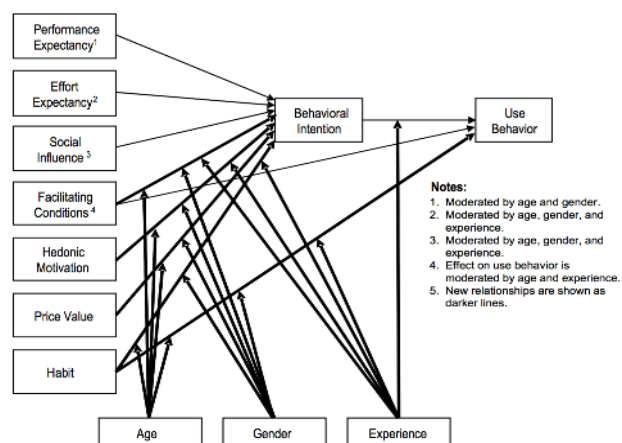 Performance
Expectancy1
Effort
Expectancy2
Social
Influence 3
Facilitating
Conditions 4
Hedonic
Motivation
Price Value
Habit
Behavioral
Intention
Use
Behavior
Notes:
1. Moderated by age and gender.
2. Moderated by age, gender, and
experience.
3. Moderated by age, gender, and
experience.
4. Effect on use behavior is
moderated by age and experience.
5. New relationships are shown as
darker lines.
Age
Gender
Experience